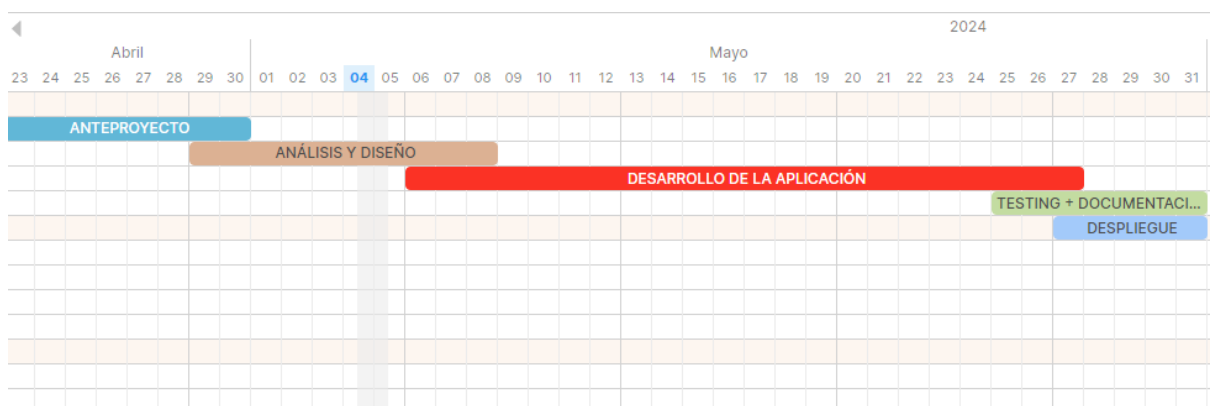 2024
Abril Mayo
23 24 25 26 27 28 29 30 01 02 03 04 05 06 07 08 09 10 11 12 13 14 15 16 17 18 19 20 21 22 23 24 25 26 27 28 29 30 31
ANTEPROYECTO
ANÁLISIS Y DISEÑO
DESARROLLO DE LA APLICACIÓN
TESTING + DOCUMENTACI...
DESPLIEGUE